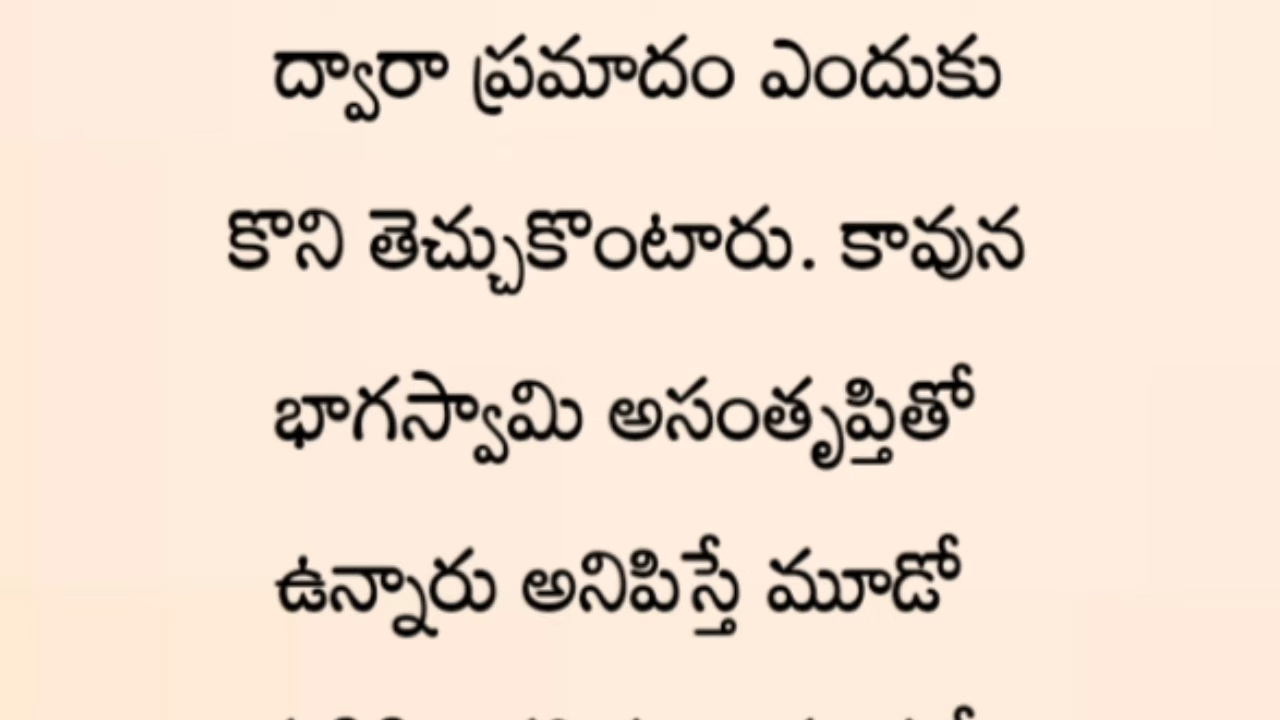 ద్వారా ప్రమాదం ఎందుకు
కొని తెచ్చుకొంటారు. కావున
భాగస్వామి అసంతృప్తితో
ఉన్నారు అనిపిస్తే మూడో